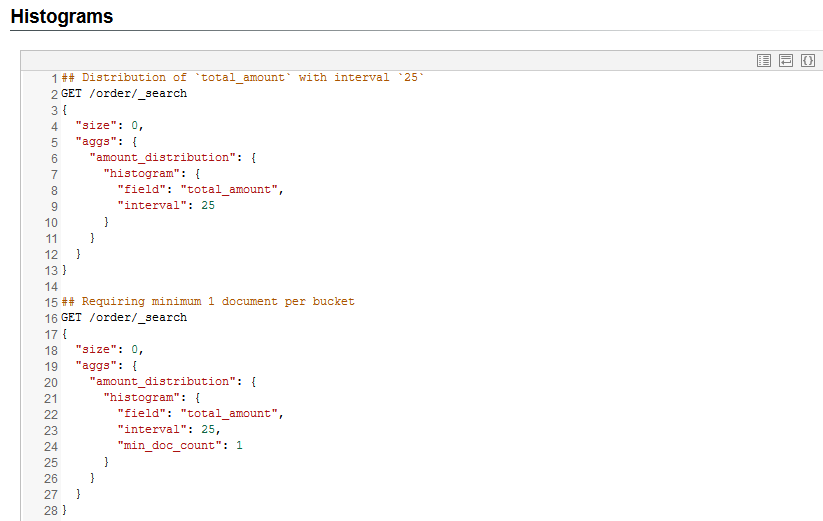 Histograms
1 ## Distribution of `total_amount` with interval `25`
2 GET /order/_search
3 {
4   "size": 0,
5   "aggs": {
6     "amount_distribution": {
7       "histogram": {
8         "field": "total_amount",
9         "interval": 25
10       }
11     }
12   }
13 }
14
15 ## Requiring minimum 1 document per bucket
16 GET /order/_search
17 {
18   "size": 0,
19   "aggs": {
20     "amount_distribution": {
21       "histogram": {
22         "field": "total_amount",
23         "interval": 25,
24         "min_doc_count": 1
25       }
26     }
27   }
28 }